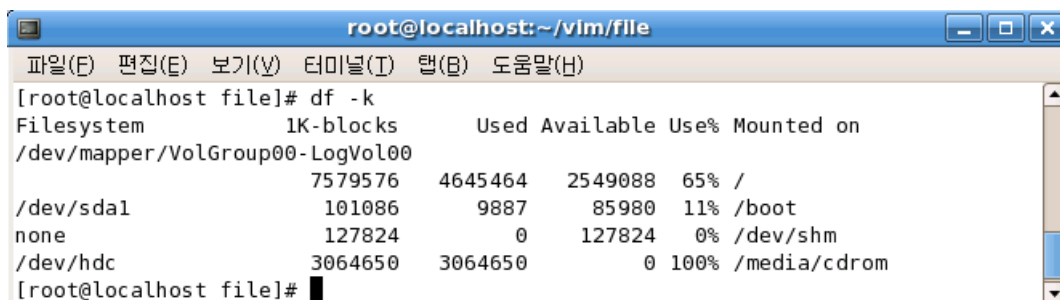 root@localhost:~/vim/file
파일(F) 편집(E) 보기(V) 터미널(T) 탭(B) 도움말(H)
[root@localhost file]# df -k
Filesystem 1K-blocks Used Available Use% Mounted on
/dev/mapper/VolGroup00-LogVol00
7579576 4645464 2549088 65% /
/dev/sda1 101086 9887 85980 11% /boot
none 127824 0 127824 0% /dev/shm
/dev/hdc 3064650 3064650 0 100% /media/cdrom
[root@localhost file]#